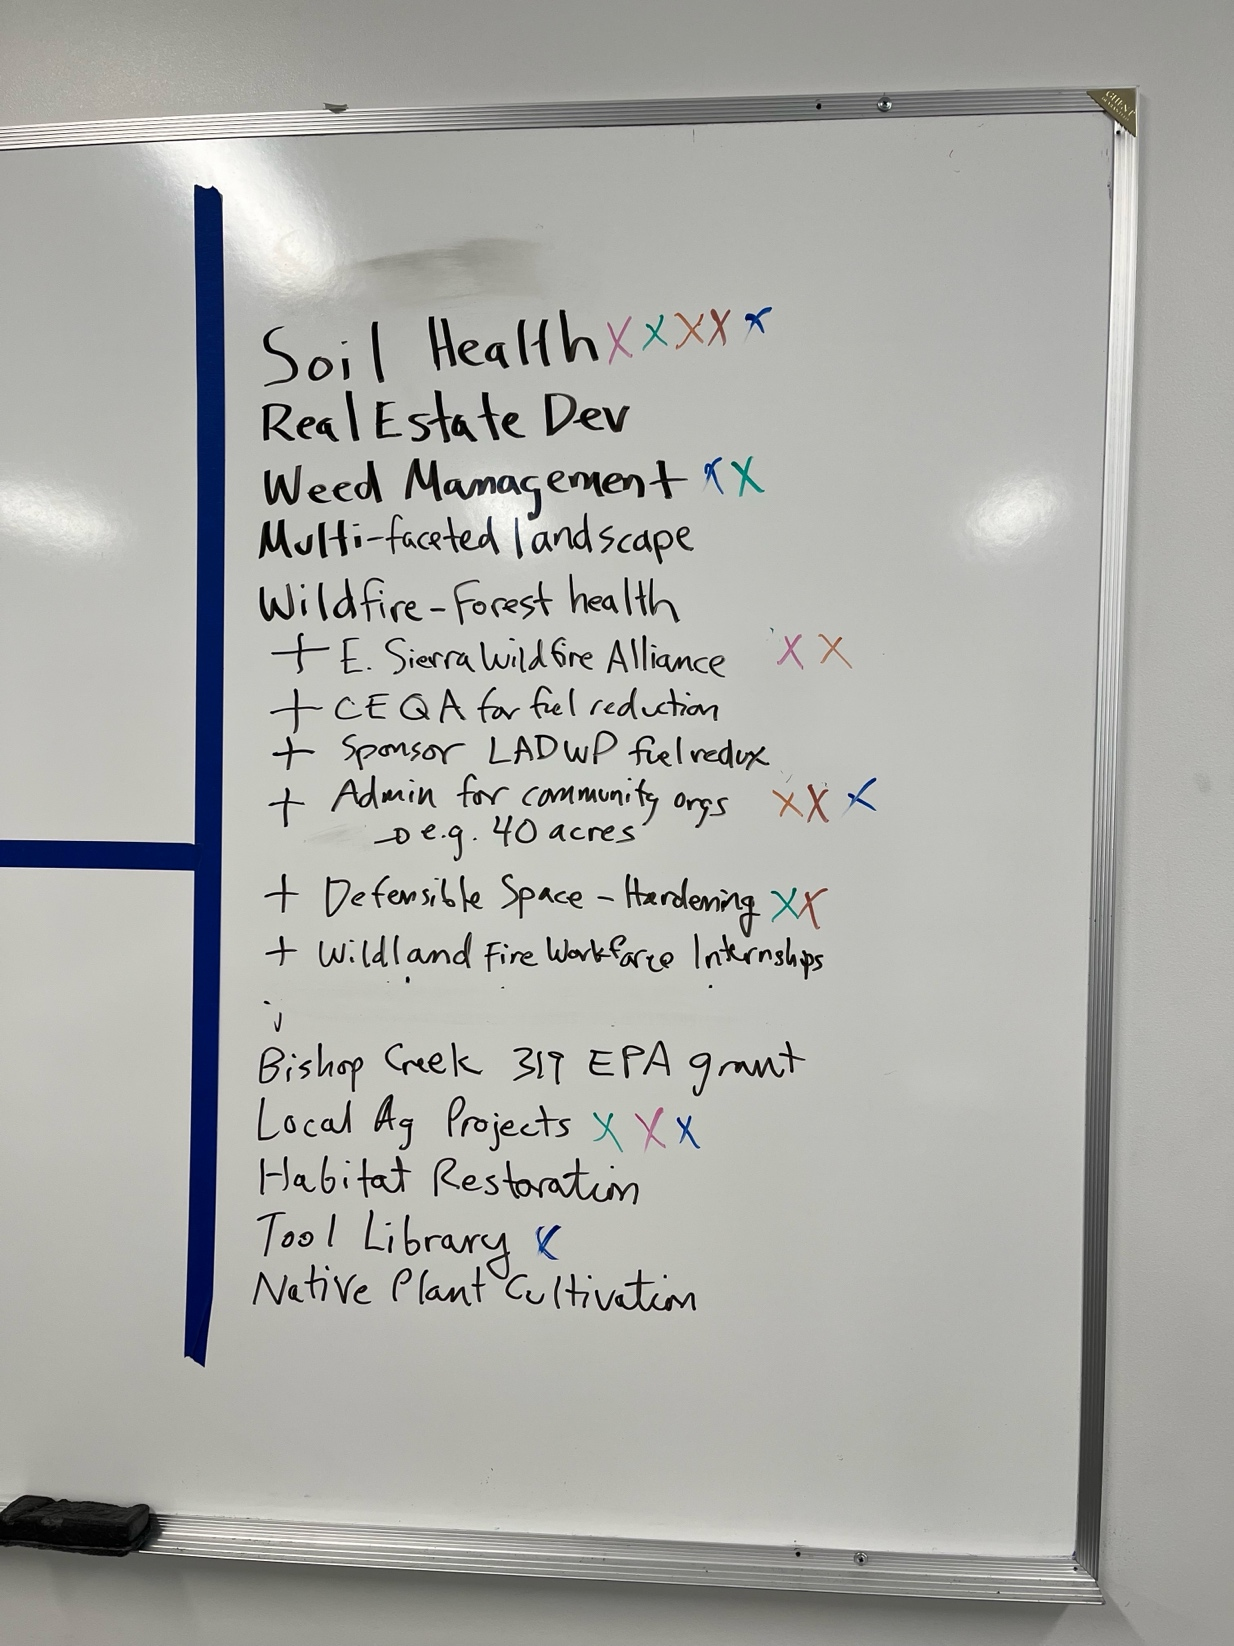 Soil Health X X X X X
Real Estate Dev
Weed Management X X
Multi-faceted landscape
Wildfire - Forest health
+ E. Sierra Wildfire Alliance X X
+ CEQA for fuel reduction
+ Sponsor LADWP fuel redux
+ Admin for community orgs X X X
→ e.g. 40 acres
+ Defensible Space - Hardening X X
+ Wildland Fire Workforce Internships
Bishop Creek 319 EPA grant
Local Ag Projects X X X
Habitat Restoration
Tool Library X
Native Plant Cultivation